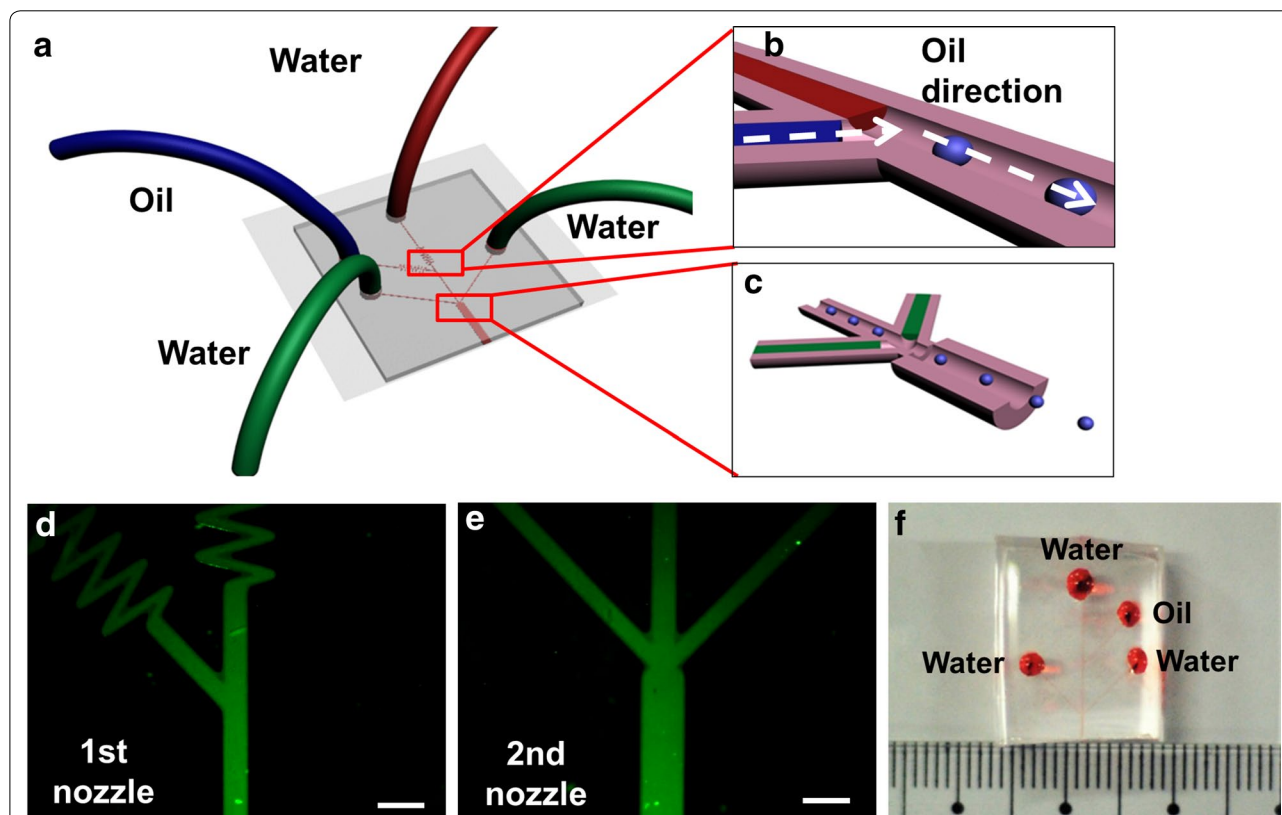 a
Water
Oil
Water
Water
b
Oil
direction
c
d
1st
nozzle
e
2nd
nozzle
f
Water
Oil
Water
Water